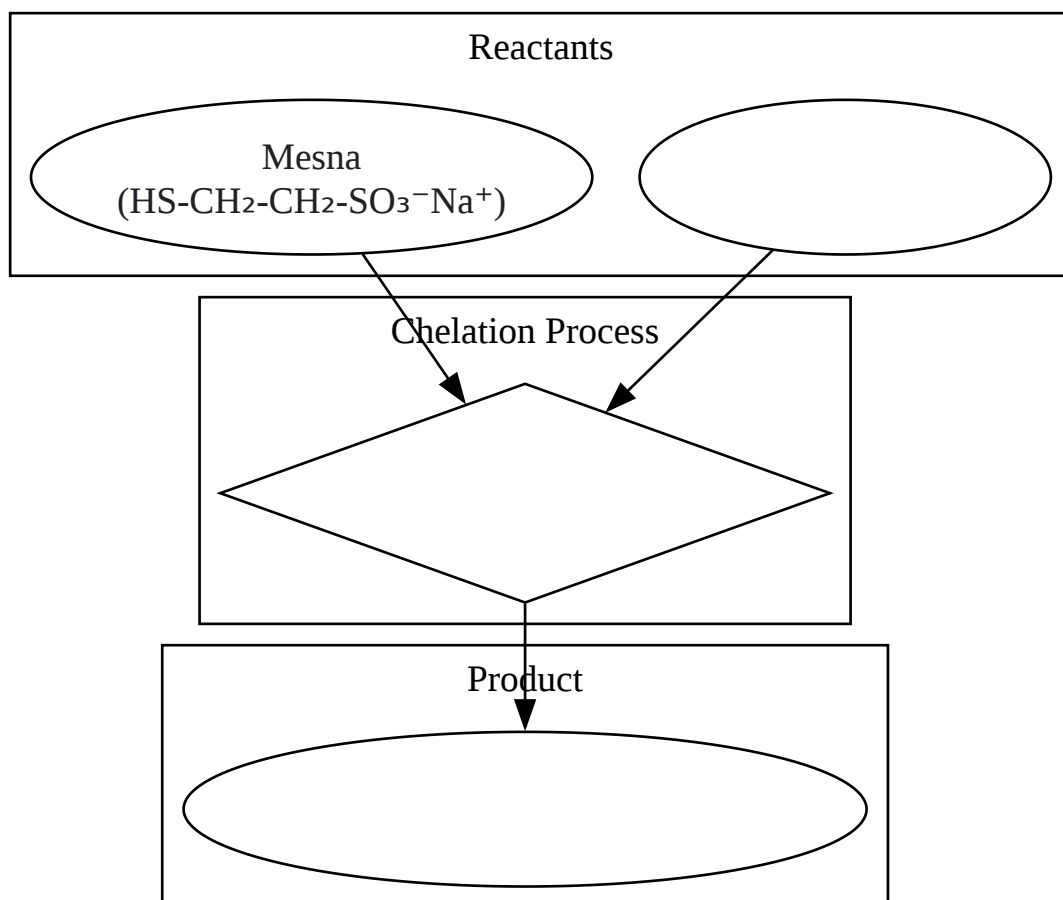 Reactants
Mesna
(HS-CH₂-CH₂-SO₃⁻Na⁺)
Chelation Process
Product